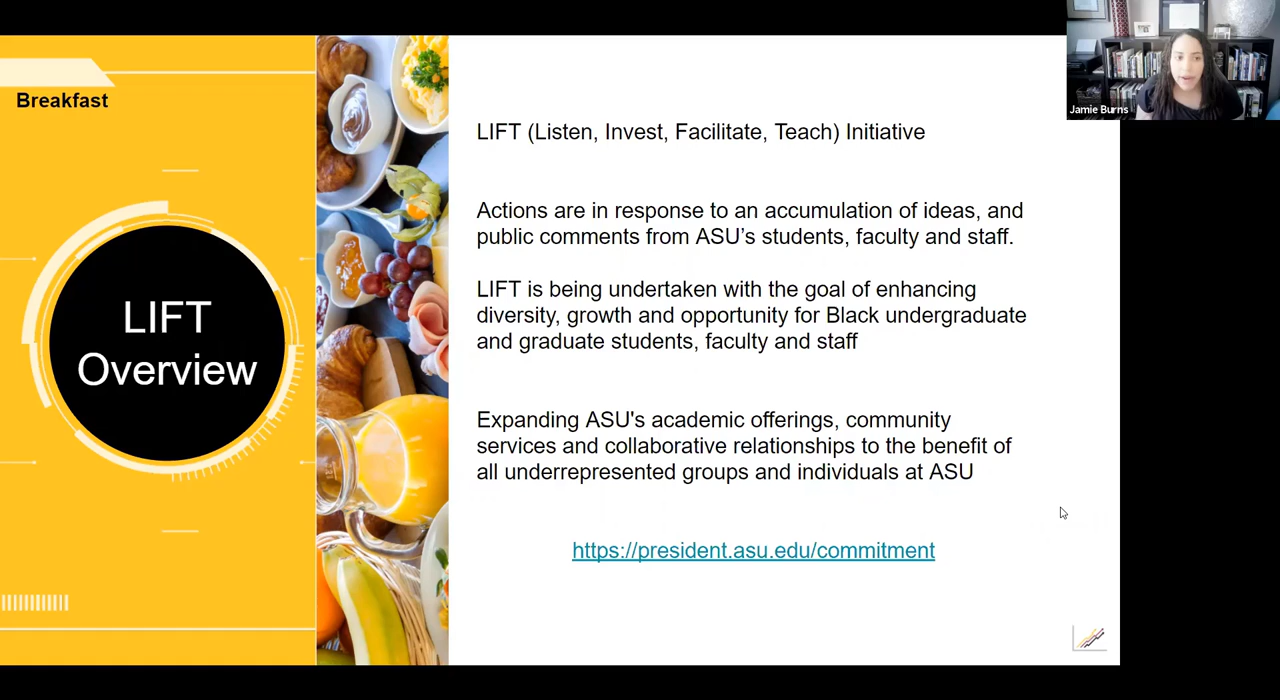 Breakfast
LIFT
Overview
LIFT (Listen, Invest, Facilitate, Teach) Initiative
Actions are in response to an accumulation of ideas, and
public comments from ASU’s students, faculty and staff.
LIFT is being undertaken with the goal of enhancing
diversity, growth and opportunity for Black undergraduate
and graduate students, faculty and staff
Expanding ASU's academic offerings, community
services and collaborative relationships to the benefit of
all underrepresented groups and individuals at ASU
https://president.asu.edu/commitment
Jamie Burns